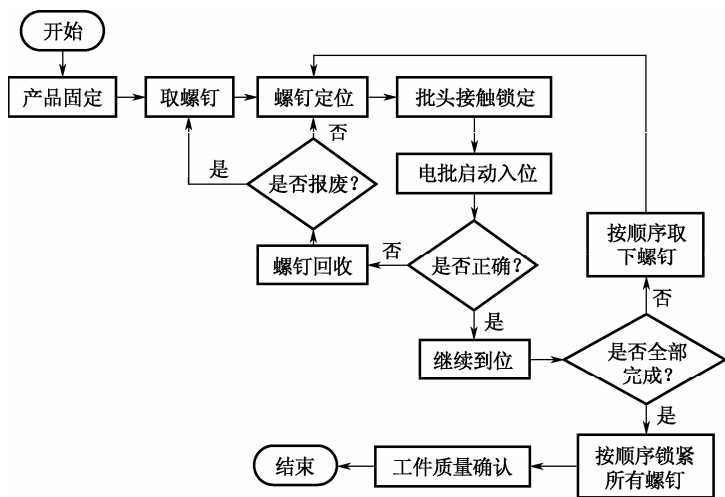 开始
产品固定
取螺钉
螺钉定位
批头接触锁定
否
是
是否报废?
电批启动入位
按顺序取
下螺钉
螺钉回收
否
是否正确?
否
是
继续到位
是否全部
完成?
是
结束
工件质量确认
按顺序锁紧
所有螺钉